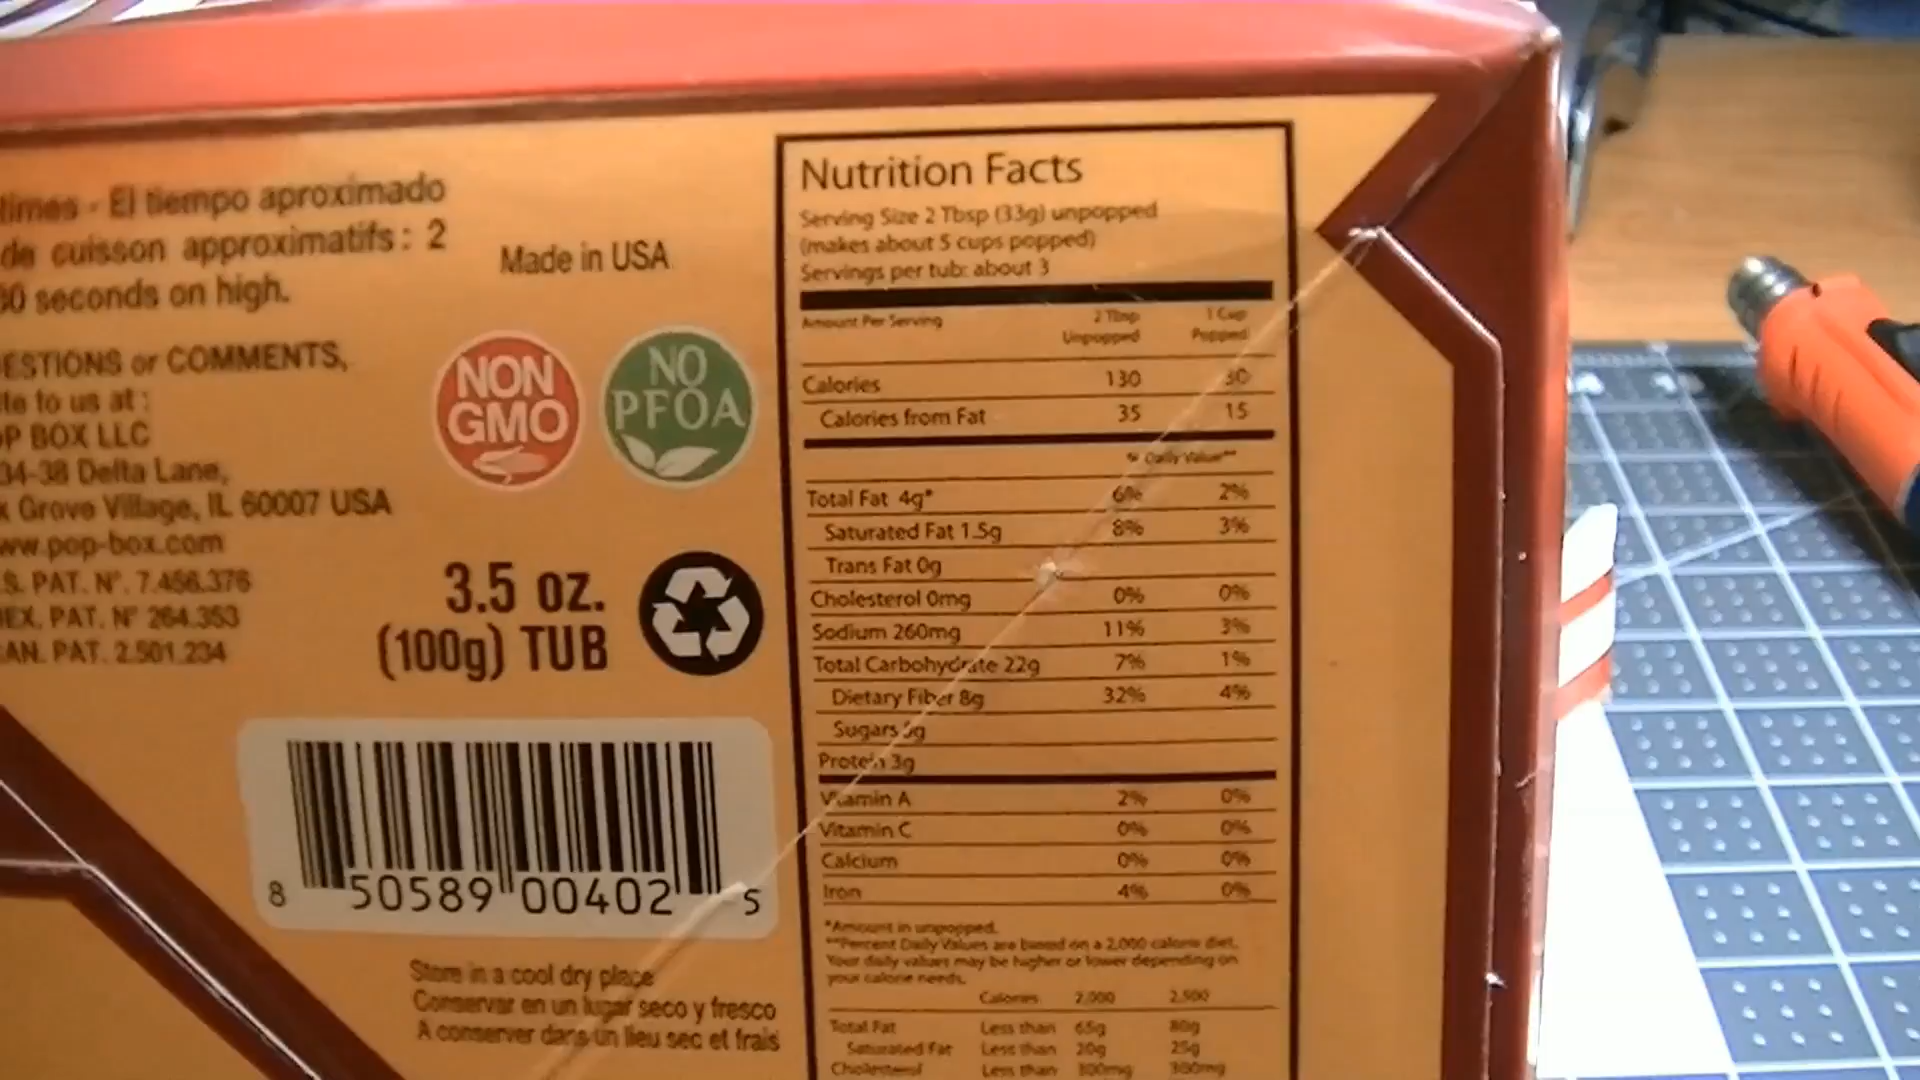 times - El tiempo aproximado
de cuisson approximatifs : 2
30 seconds on high.
Made in USA
ESTIONS or COMMENTS,
ite to us at :
OP BOX LLC
34-38 Delta Lane,
k Grove Village, IL 60007 USA
ww.pop-box.com
.S. PAT. N°. 7.456.376
EX. PAT. N° 264.353
AN. PAT. 2.501.234
NON
GMO
NO
PFOA
3.5 oz.
(100g) TUB
8 50589 00402 5
Store in a cool dry place
Conservar en un lugar seco y fresco
A conserver dans un lieu sec et frais
Nutrition Facts
Serving Size 2 Tbsp (33g) unpopped
(makes about 5 cups popped)
Servings per tub: about 3
Amount Per Serving 2 Tbsp 1 Cup
Unpopped Popped
Calories 130 30
Calories from Fat 35 15
% Daily Value**
Total Fat 4g* 6% 2%
Saturated Fat 1.5g 8% 3%
Trans Fat 0g
Cholesterol 0mg 0% 0%
Sodium 260mg 11% 3%
Total Carbohydrate 22g 7% 1%
Dietary Fiber 8g 32% 4%
Sugars
Protein 3g
Vitamin A 2% 0%
Vitamin C 0% 0%
Calcium 0% 0%
Iron 4% 0%
*Amount in unpopped.
**Percent Daily Values are based on a 2,000 calorie diet.
Your daily values may be higher or lower depending on
your calorie needs.
Calories 2,000 2,500
Total Fat Less than 65g 80g
Saturated Fat Less than 20g 25g
Cholesterol Less than 300mg 300mg